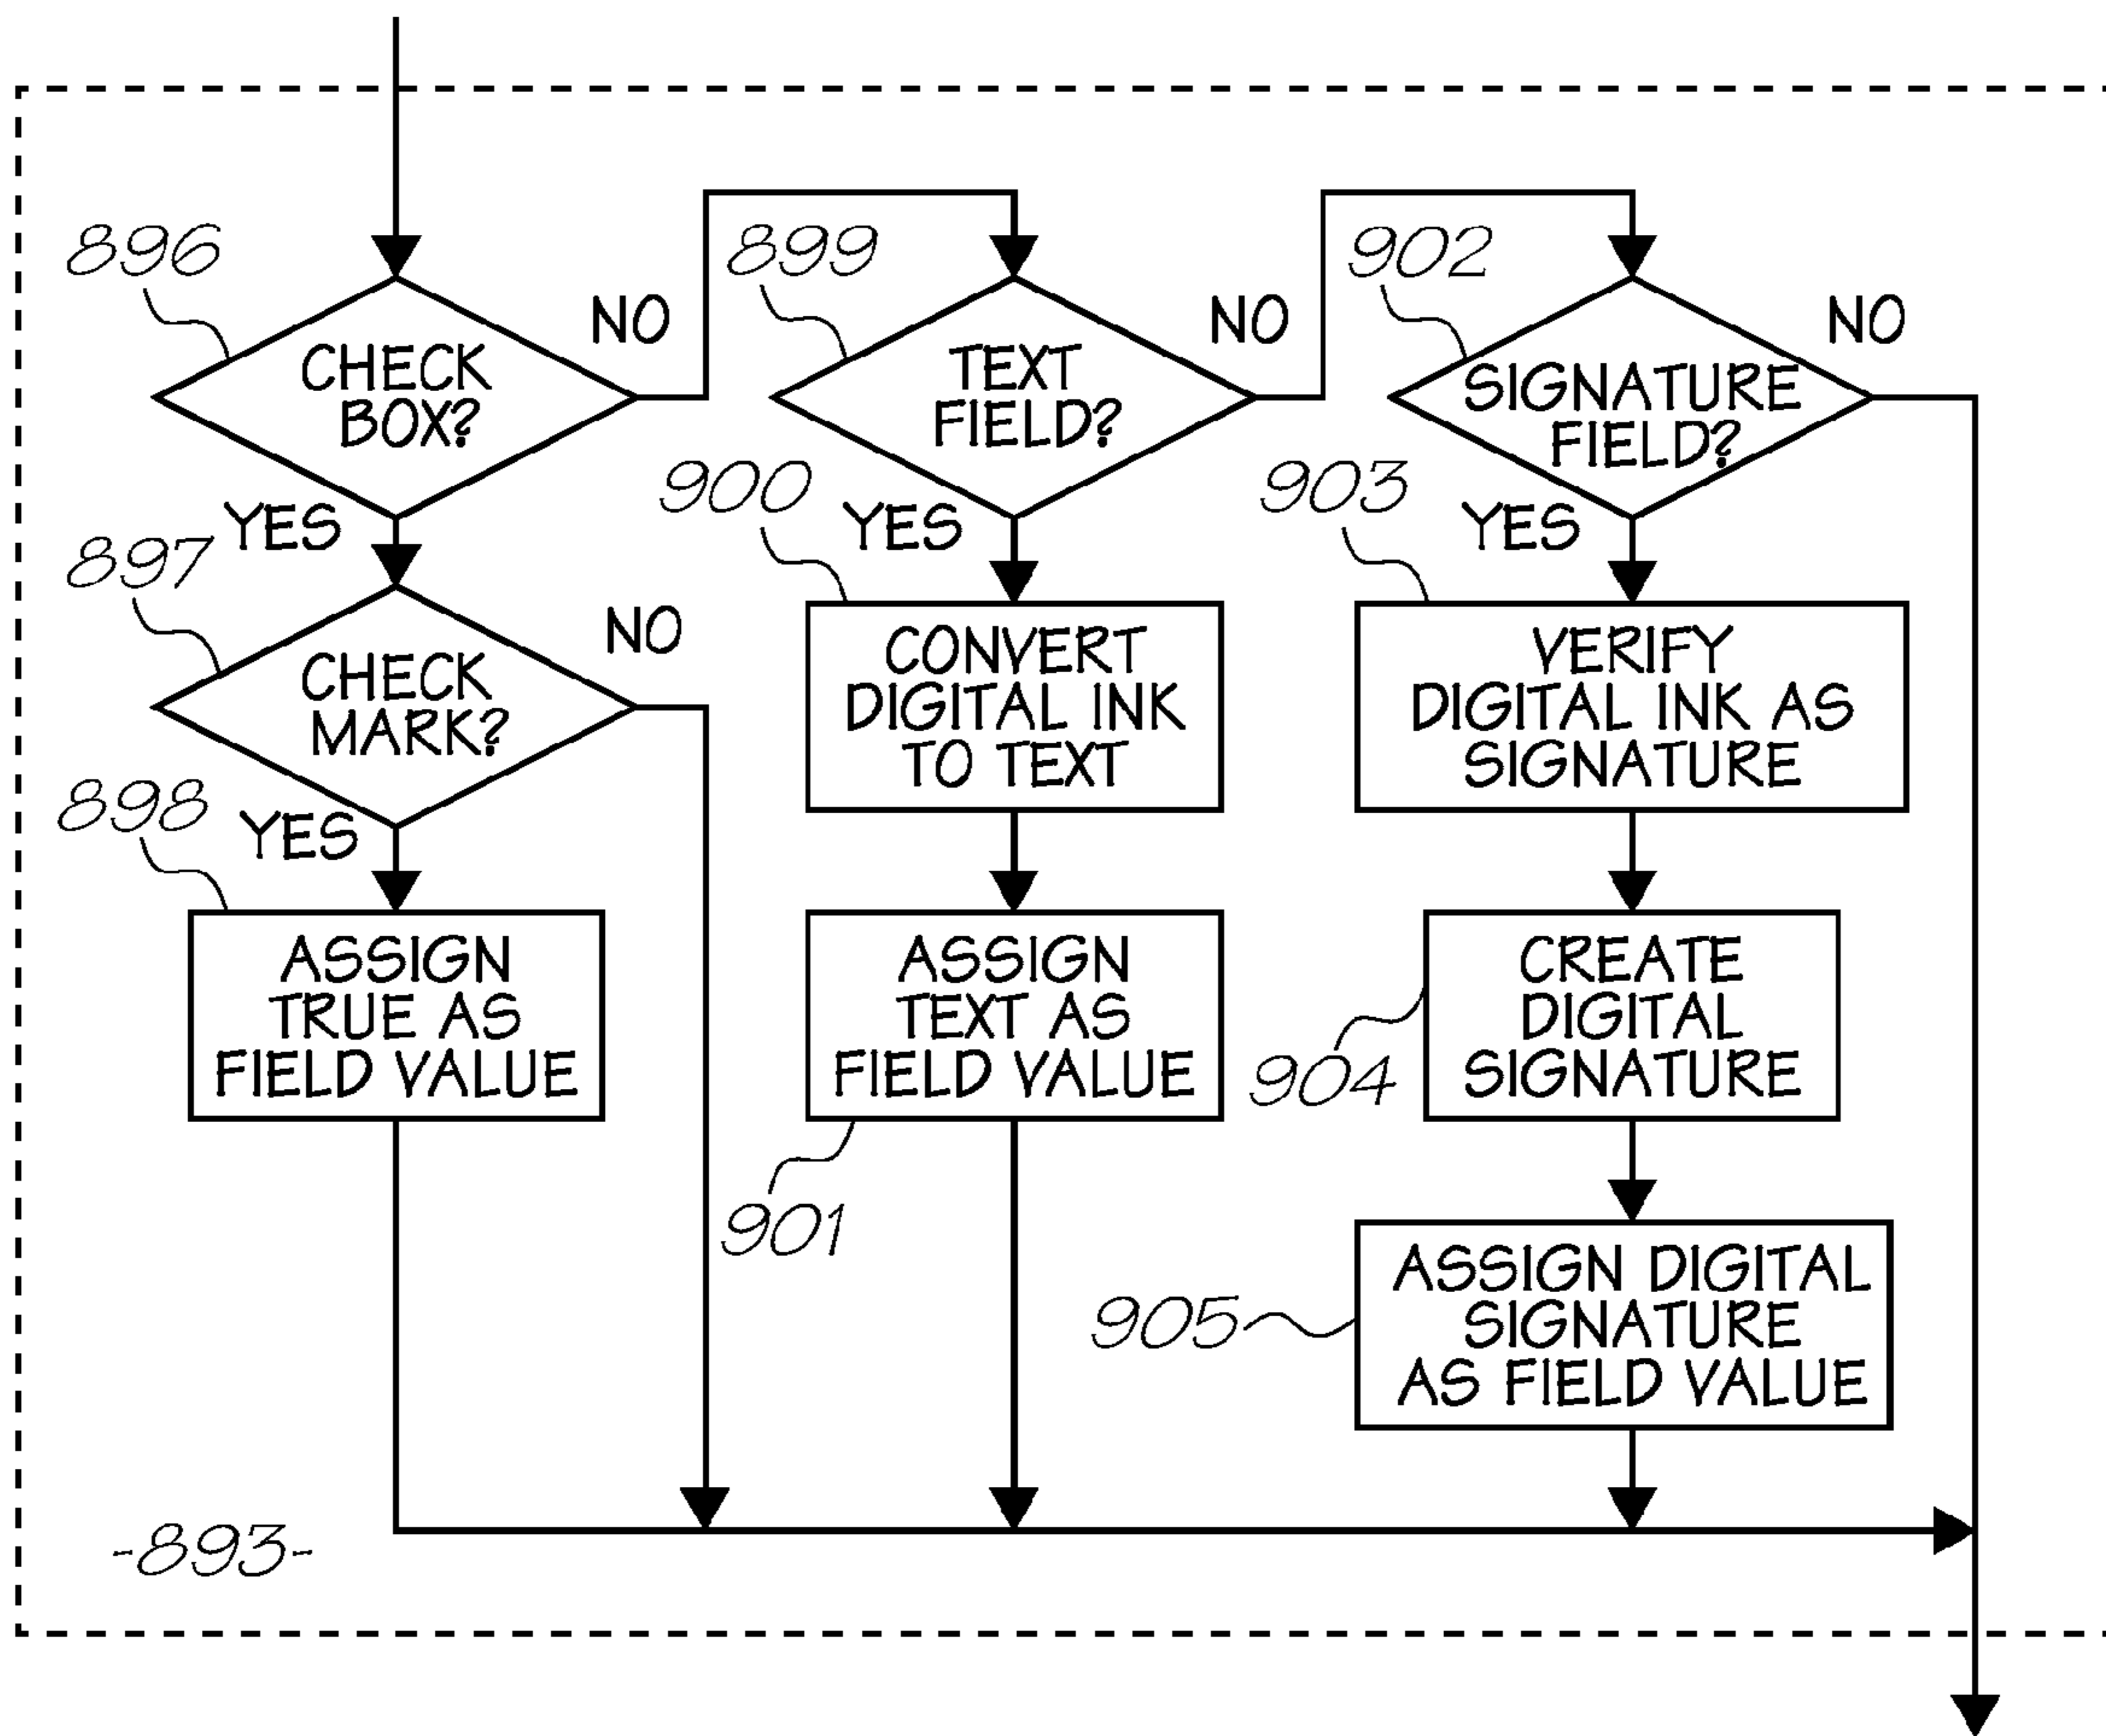 896
CHECK
BOX?
NO
YES
897
CHECK
MARK?
NO
YES
898
ASSIGN
TRUE AS
FIELD VALUE
899
TEXT
FIELD?
NO
YES
900
CONVERT
DIGITAL INK
TO TEXT
ASSIGN
TEXT AS
FIELD VALUE
901
902
SIGNATURE
FIELD?
NO
YES
903
VERIFY
DIGITAL INK AS
SIGNATURE
CREATE
DIGITAL
SIGNATURE
904
ASSIGN DIGITAL
SIGNATURE
AS FIELD VALUE
905
-893-